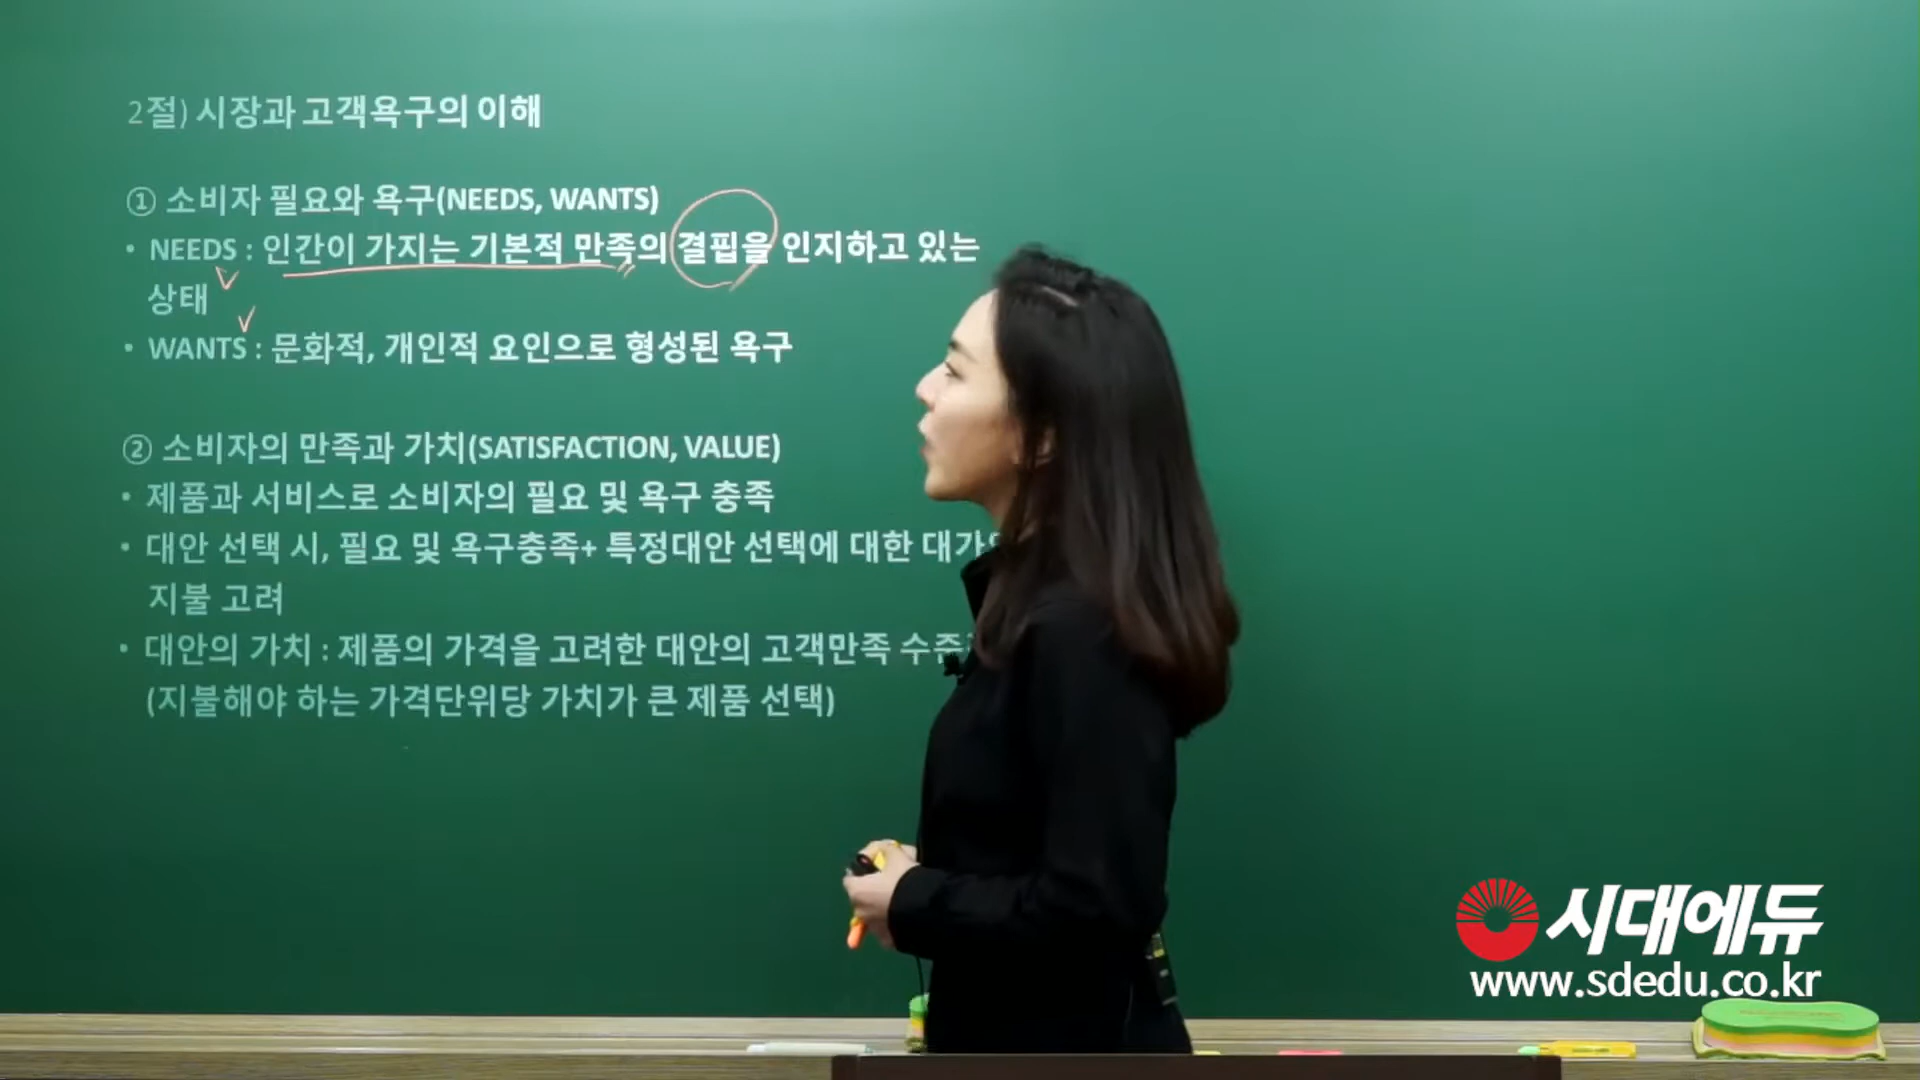 2절) 시장과 고객욕구의 이해
① 소비자 필요와 욕구(NEEDS, WANTS)
• NEEDS : 인간이 가지는 기본적 만족의 결핍을 인지하고 있는
상태
• WANTS : 문화적, 개인적 요인으로 형성된 욕구
② 소비자의 만족과 가치(SATISFACTION, VALUE)
• 제품과 서비스로 소비자의 필요 및 욕구 충족
• 대안 선택 시, 필요 및 욕구충족+ 특정대안 선택에 대한
지불 고려
• 대안의 가치 : 제품의 가격을 고려한 대안의 고객만족
(지불해야 하는 가격단위당 가치가 큰 제품 선택)
시대에듀
www.sdedu.co.kr